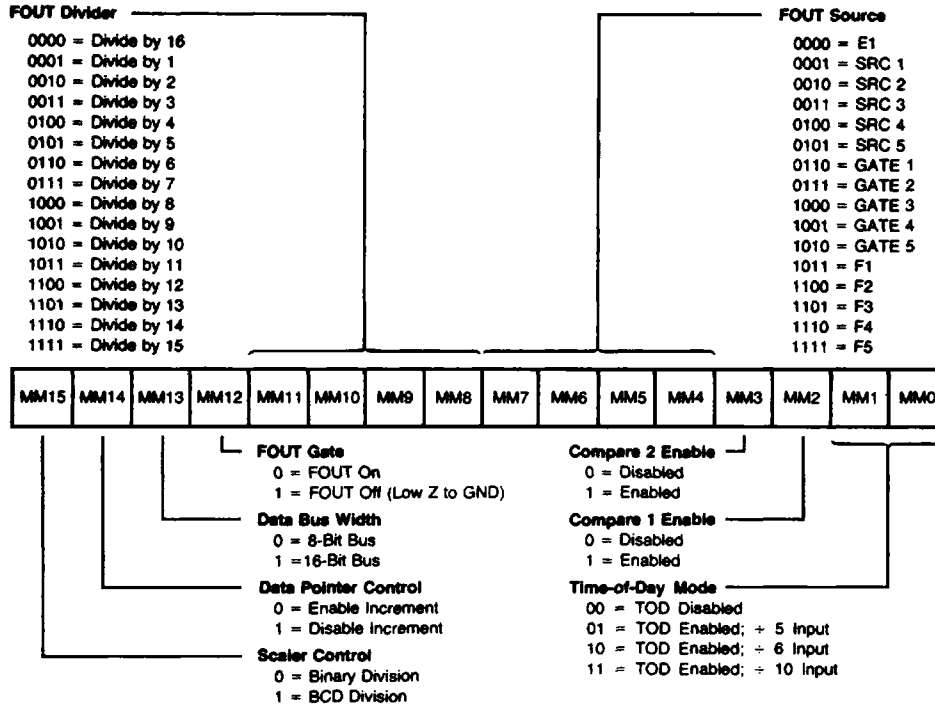 FOUT Divider
0000 = Divide by 16
0001 = Divide by 1
0010 = Divide by 2
0011 = Divide by 3
0100 = Divide by 4
0101 = Divide by 5
0110 = Divide by 6
0111 = Divide by 7
1000 = Divide by 8
1001 = Divide by 9
1010 = Divide by 10
1011 = Divide by 11
1100 = Divide by 12
1101 = Divide by 13
1110 = Divide by 14
1111 = Divide by 15
FOUT Source
0000 = E1
0001 = SRC 1
0010 = SRC 2
0011 = SRC 3
0100 = SRC 4
0101 = SRC 5
0110 = GATE 1
0111 = GATE 2
1000 = GATE 3
1001 = GATE 4
1010 = GATE 5
1011 = F1
1100 = F2
1101 = F3
1110 = F4
1111 = F5
MM15 MM14 MM13 MM12 MM11 MM10 MM9 MM8 MM7 MM6 MM5 MM4 MM3 MM2 MM1 MM0
FOUT Gate
0 = FOUT On
1 = FOUT Off (Low Z to GND)
Data Bus Width
0 = 8-Bit Bus
1 =16-Bit Bus
Data Pointer Control
0 = Enable Increment
1 = Disable Increment
Scaler Control
0 = Binary Division
1 = BCD Division
Compare 2 Enable
0 = Disabled
1 = Enabled
Compare 1 Enable
0 = Disabled
1 = Enabled
Time-of-Day Mode
00 = TOD Disabled
01 = TOD Enabled; ÷ 5 Input
10 = TOD Enabled; ÷ 6 Input
11 = TOD Enabled; ÷ 10 Input